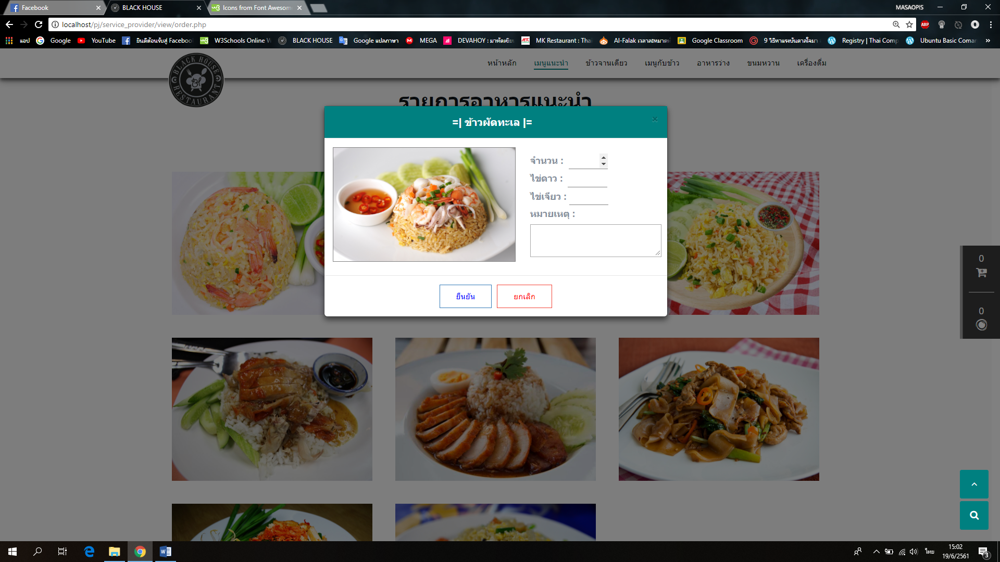 Facebook
BLACK HOUSE
Icons from Font Awesom
MASAOPIS
localhost/pj/service_provider/view/order.php
ABP
แอป
Google
YouTube
ยินดีต้อนรับสู่ Faceboo
W3Schools Online W
BLACK HOUSE
Google แปลภาษา
MEGA
DEVAHOY : มาหัดเขีย
MK Restaurant : Tha
Al-Falak เวลาละหมาด
Google Classroom
9 วิธีหาแรงบันดาลใจมา
Registry | Thai Comp
Ubuntu Basic Coma
»
BLACK HOUSE
RESTAURANT
หน้าหลัก
เมนูแนะนำ
ข้าวจานเดียว
เมนูกับข้าว
อาหารว่าง
ขนมหวาน
เครื่องดื่ม
รายการอาหารแนะนำ
=| ข้าวผัดทะเล |=
×
จำนวน :
ไข่ดาว :
ไข่เจียว :
หมายเหตุ :
ยืนยัน
ยกเลิก
0
0
ไทย
15:02
19/6/2561
3